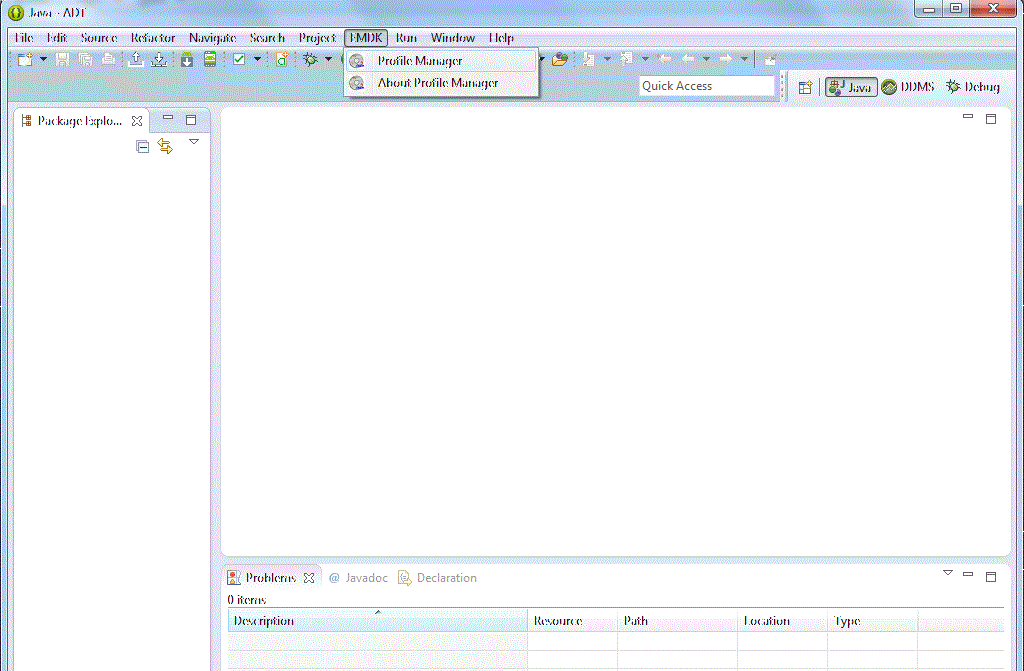 Java - ADT
File Edit Source Refactor Navigate Search Project EMDK Run Window Help
Profile Manager
About Profile Manager
Quick Access
Java DDMS Debug
Package Explo...
Problems @ Javadoc Declaration
0 items
Description Resource Path Location Type